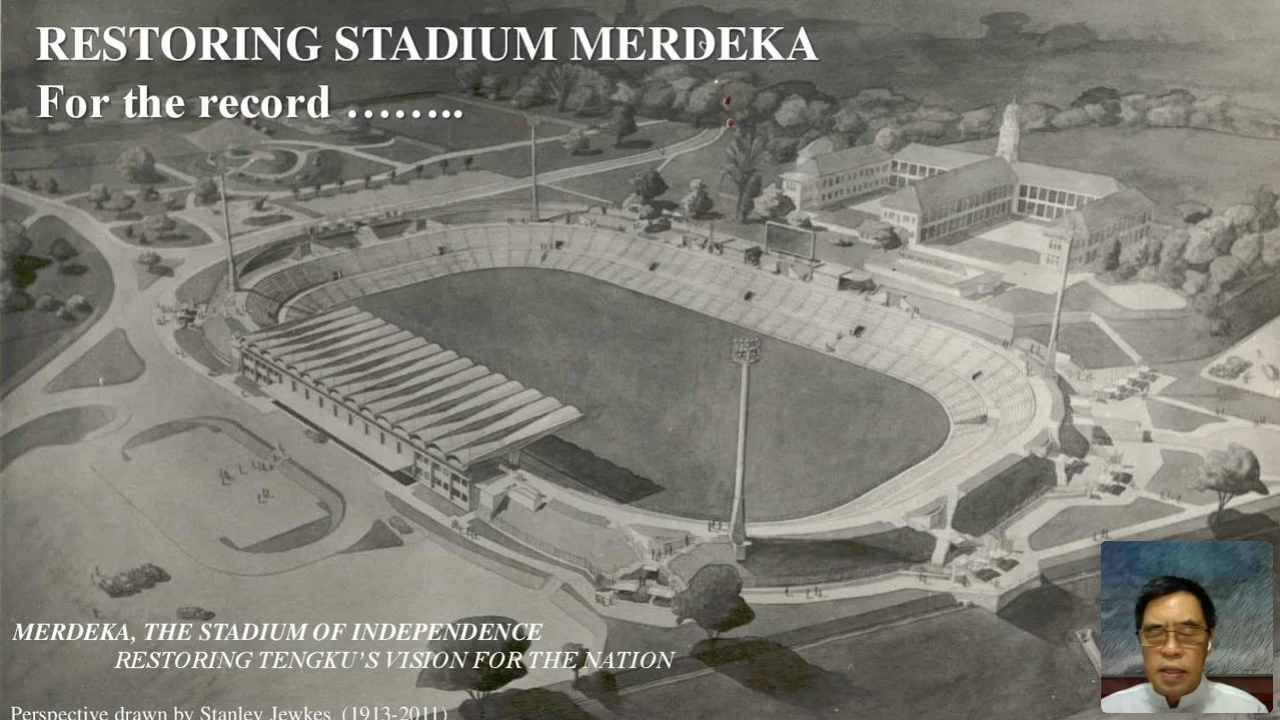 RESTORING STADIUM MERDEKA
For the record ……..
MERDEKA, THE STADIUM OF INDEPENDENCE
RESTORING TENGKU'S VISION FOR THE NATION
Perspective drawn by Stanley Jewkes (1913-2011)